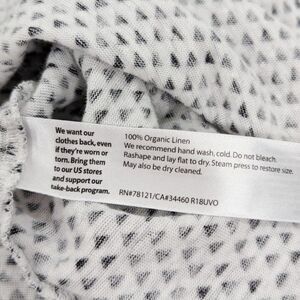 We want our
clothes back, even
if they're worn or
torn. Bring them
to our US stores
and support our
take-back program.
100% Organic Linen
We recommend hand wash, cold. Do not bleach.
Rashape and lay flat to dry. Steam press to restore size.
May also be dry cleaned.
RN#78121/CA#34460 R18UVO